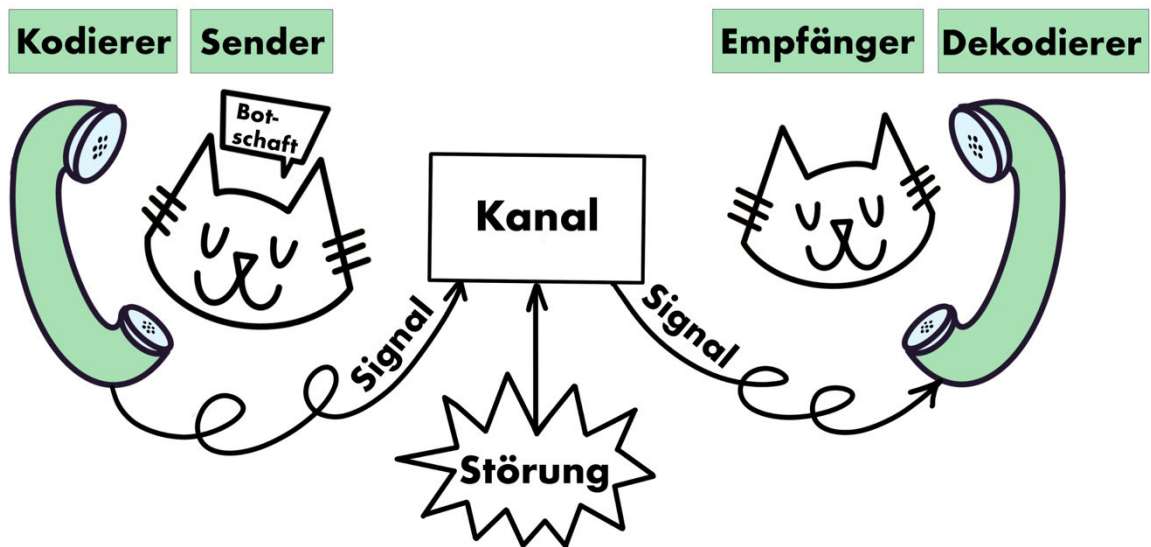 Kodierer
Sender
Empfänger
Dekodierer
Bot-
schaft
Kanal
Signal
Signal
Störung